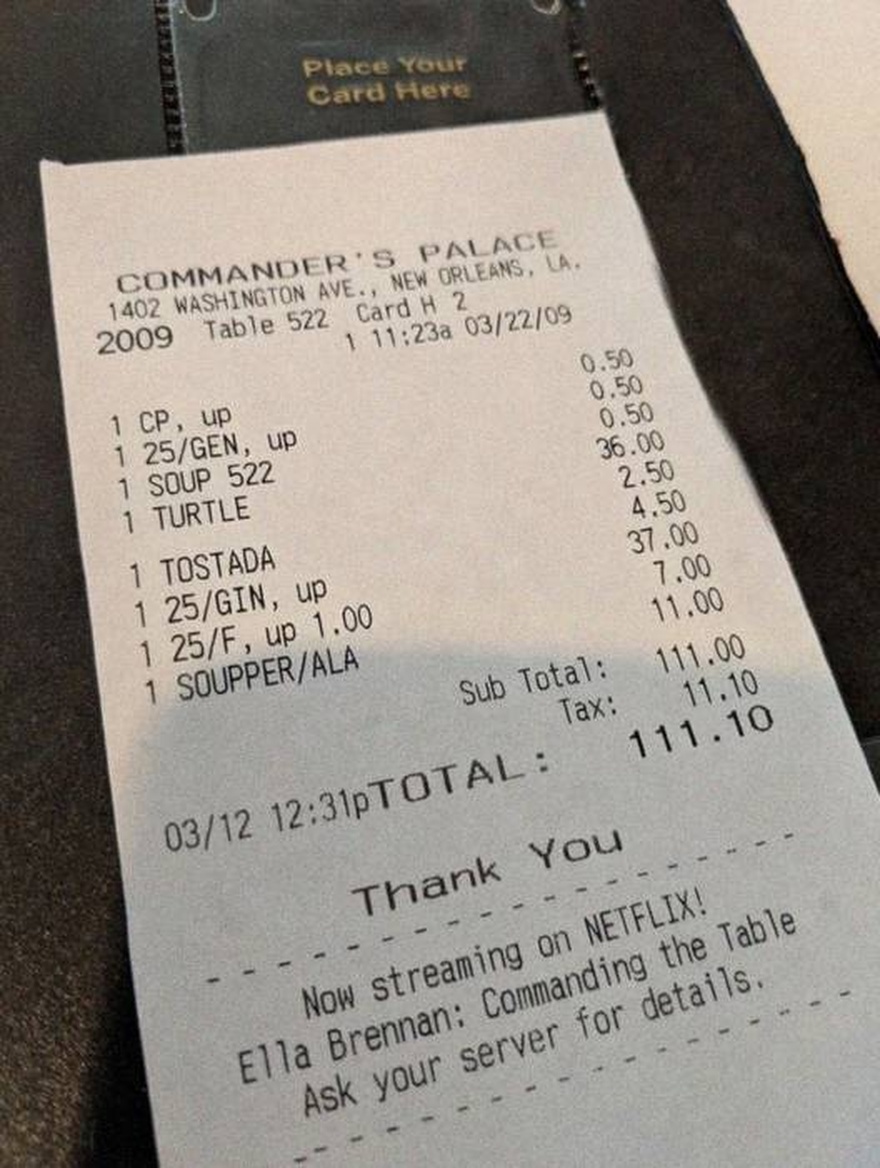 Place Your
Card Here
COMMANDER'S PALACE
1402 WASHINGTON AVE., NEW ORLEANS, LA.
2009 Table 522 Card H 2
1 11:23a 03/22/09
0.50
1 CP, up 0.50
1 25/GEN, up 0.50
1 SOUP 522 36.00
1 TURTLE 2.50
4.50
1 TOSTADA 37.00
1 25/GIN, up 7.00
1 25/F, up 1.00 11.00
1 SOUPPER/ALA
Sub Total: 111.00
Tax: 11.10
03/12 12:31pTOTAL: 111.10
Thank You
- - - - - - - - - - - - - - - - -
Now streaming on NETFLIX!
Ella Brennan: Commanding the Table
Ask your server for details.
- - - - - - - - - - - - - - - - -